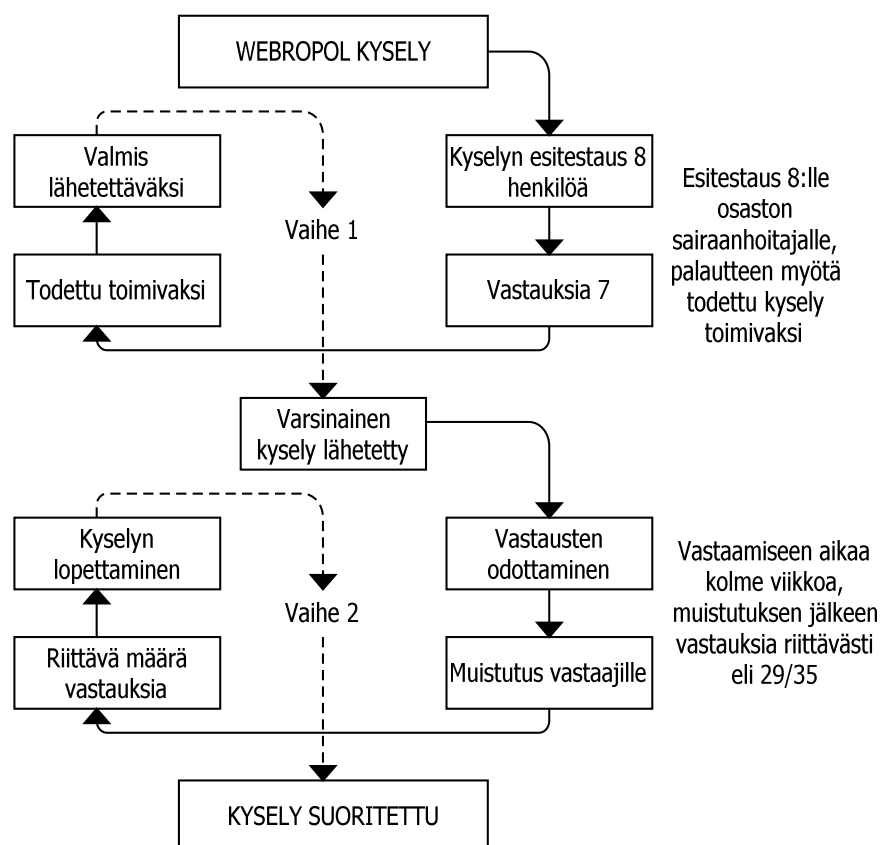 WEBROPOL KYSELY
Kyselyn esitestaus 8
henkilöä
Vastauksia 7
Esitestaus 8:lle
osaston
sairaanhoitajalle,
palautteen myötä
todettu kysely
toimivaksi
Todettu toimivaksi
Valmis
lähetettäväksi
Vaihe 1
Varsinainen
kysely lähetetty
Vastausten
odottaminen
Muistutus vastaajille
Vastaamiseen aikaa
kolme viikkoa,
muistutuksen jälkeen
vastauksia riittävästi
eli 29/35
Riittävä määrä
vastauksia
Kyselyn
lopettaminen
Vaihe 2
KYSELY SUORITETTU